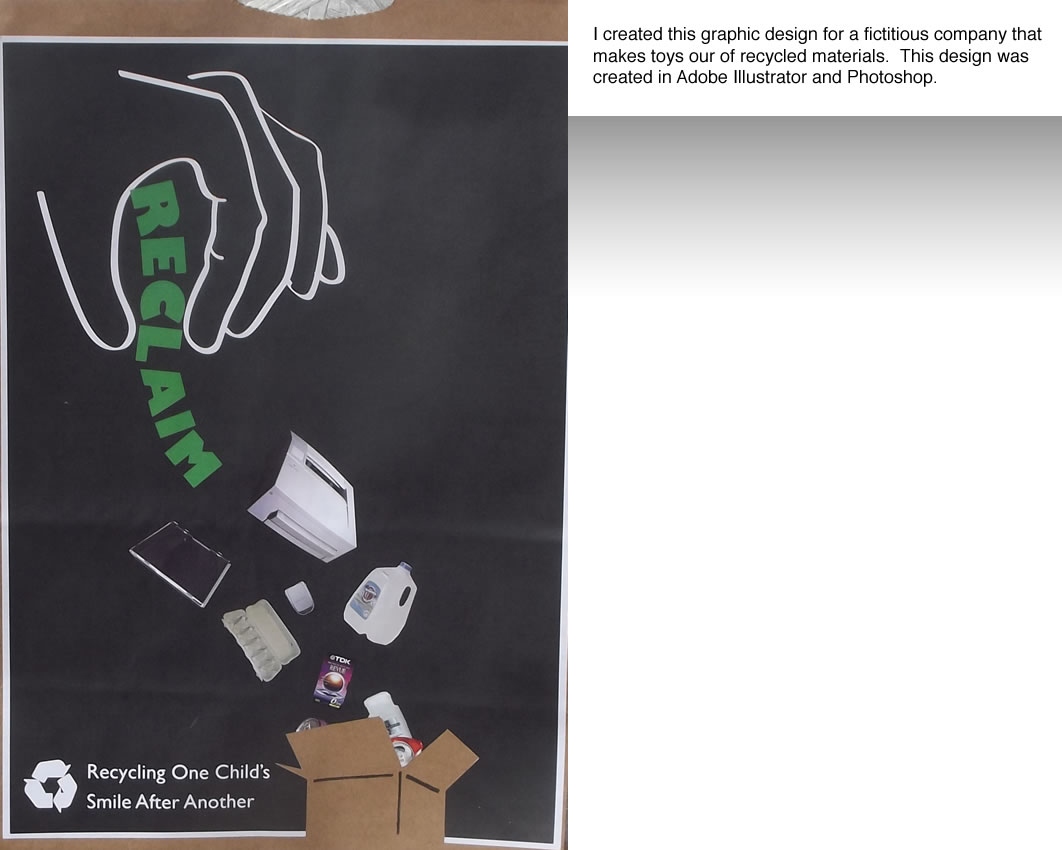 I created this graphic design for a fictitious company that
makes toys our of recycled materials.  This design was
created in Adobe Illustrator and Photoshop.
RECLAIM
TDK
REVUE
Recycling One Child's
Smile After Another